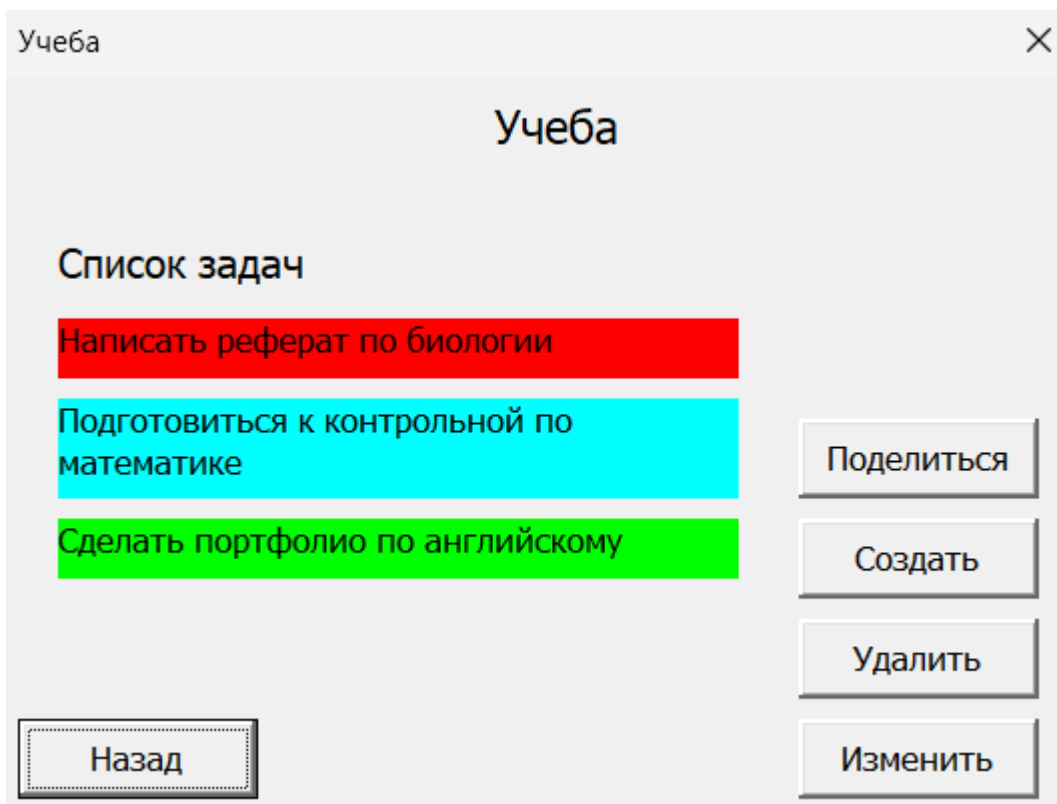 Учеба
Учеба
Список задач
Написать реферат по биологии
Подготовиться к контрольной по
математике
Поделиться
Сделать портфолио по английскому
Создать
Удалить
Назад
Изменить